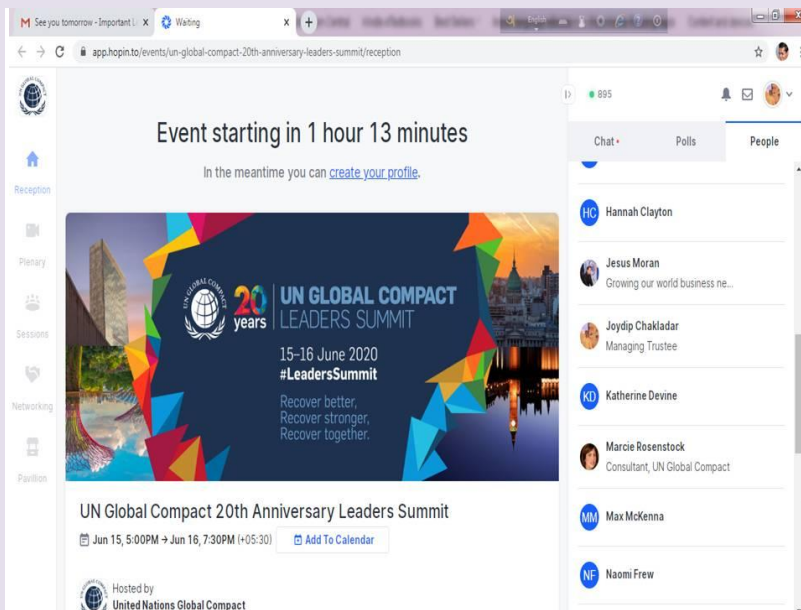 See you tomorrow - Important
Waiting
English
app.hopin.to/events/un-global-compact-20th-anniversary-leaders-summit/reception
895
Event starting in 1 hour 13 minutes
In the meantime you can create your profile.
Reception
Plenary
Sessions
Networking
Pavilion
UN GLOBAL COMPACT
20 years
UN GLOBAL COMPACT
LEADERS SUMMIT
15–16 June 2020
#LeadersSummit
Recover better,
Recover stronger,
Recover together.
UN Global Compact 20th Anniversary Leaders Summit
Jun 15, 5:00PM → Jun 16, 7:30PM (+05:30)
Add To Calendar
Hosted by
United Nations Global Compact
Chat
Polls
People
HC Hannah Clayton
Jesus Moran
Growing our world business ne...
Joydip Chakladar
Managing Trustee
KD Katherine Devine
Marcie Rosenstock
Consultant, UN Global Compact
MM Max McKenna
NF Naomi Frew